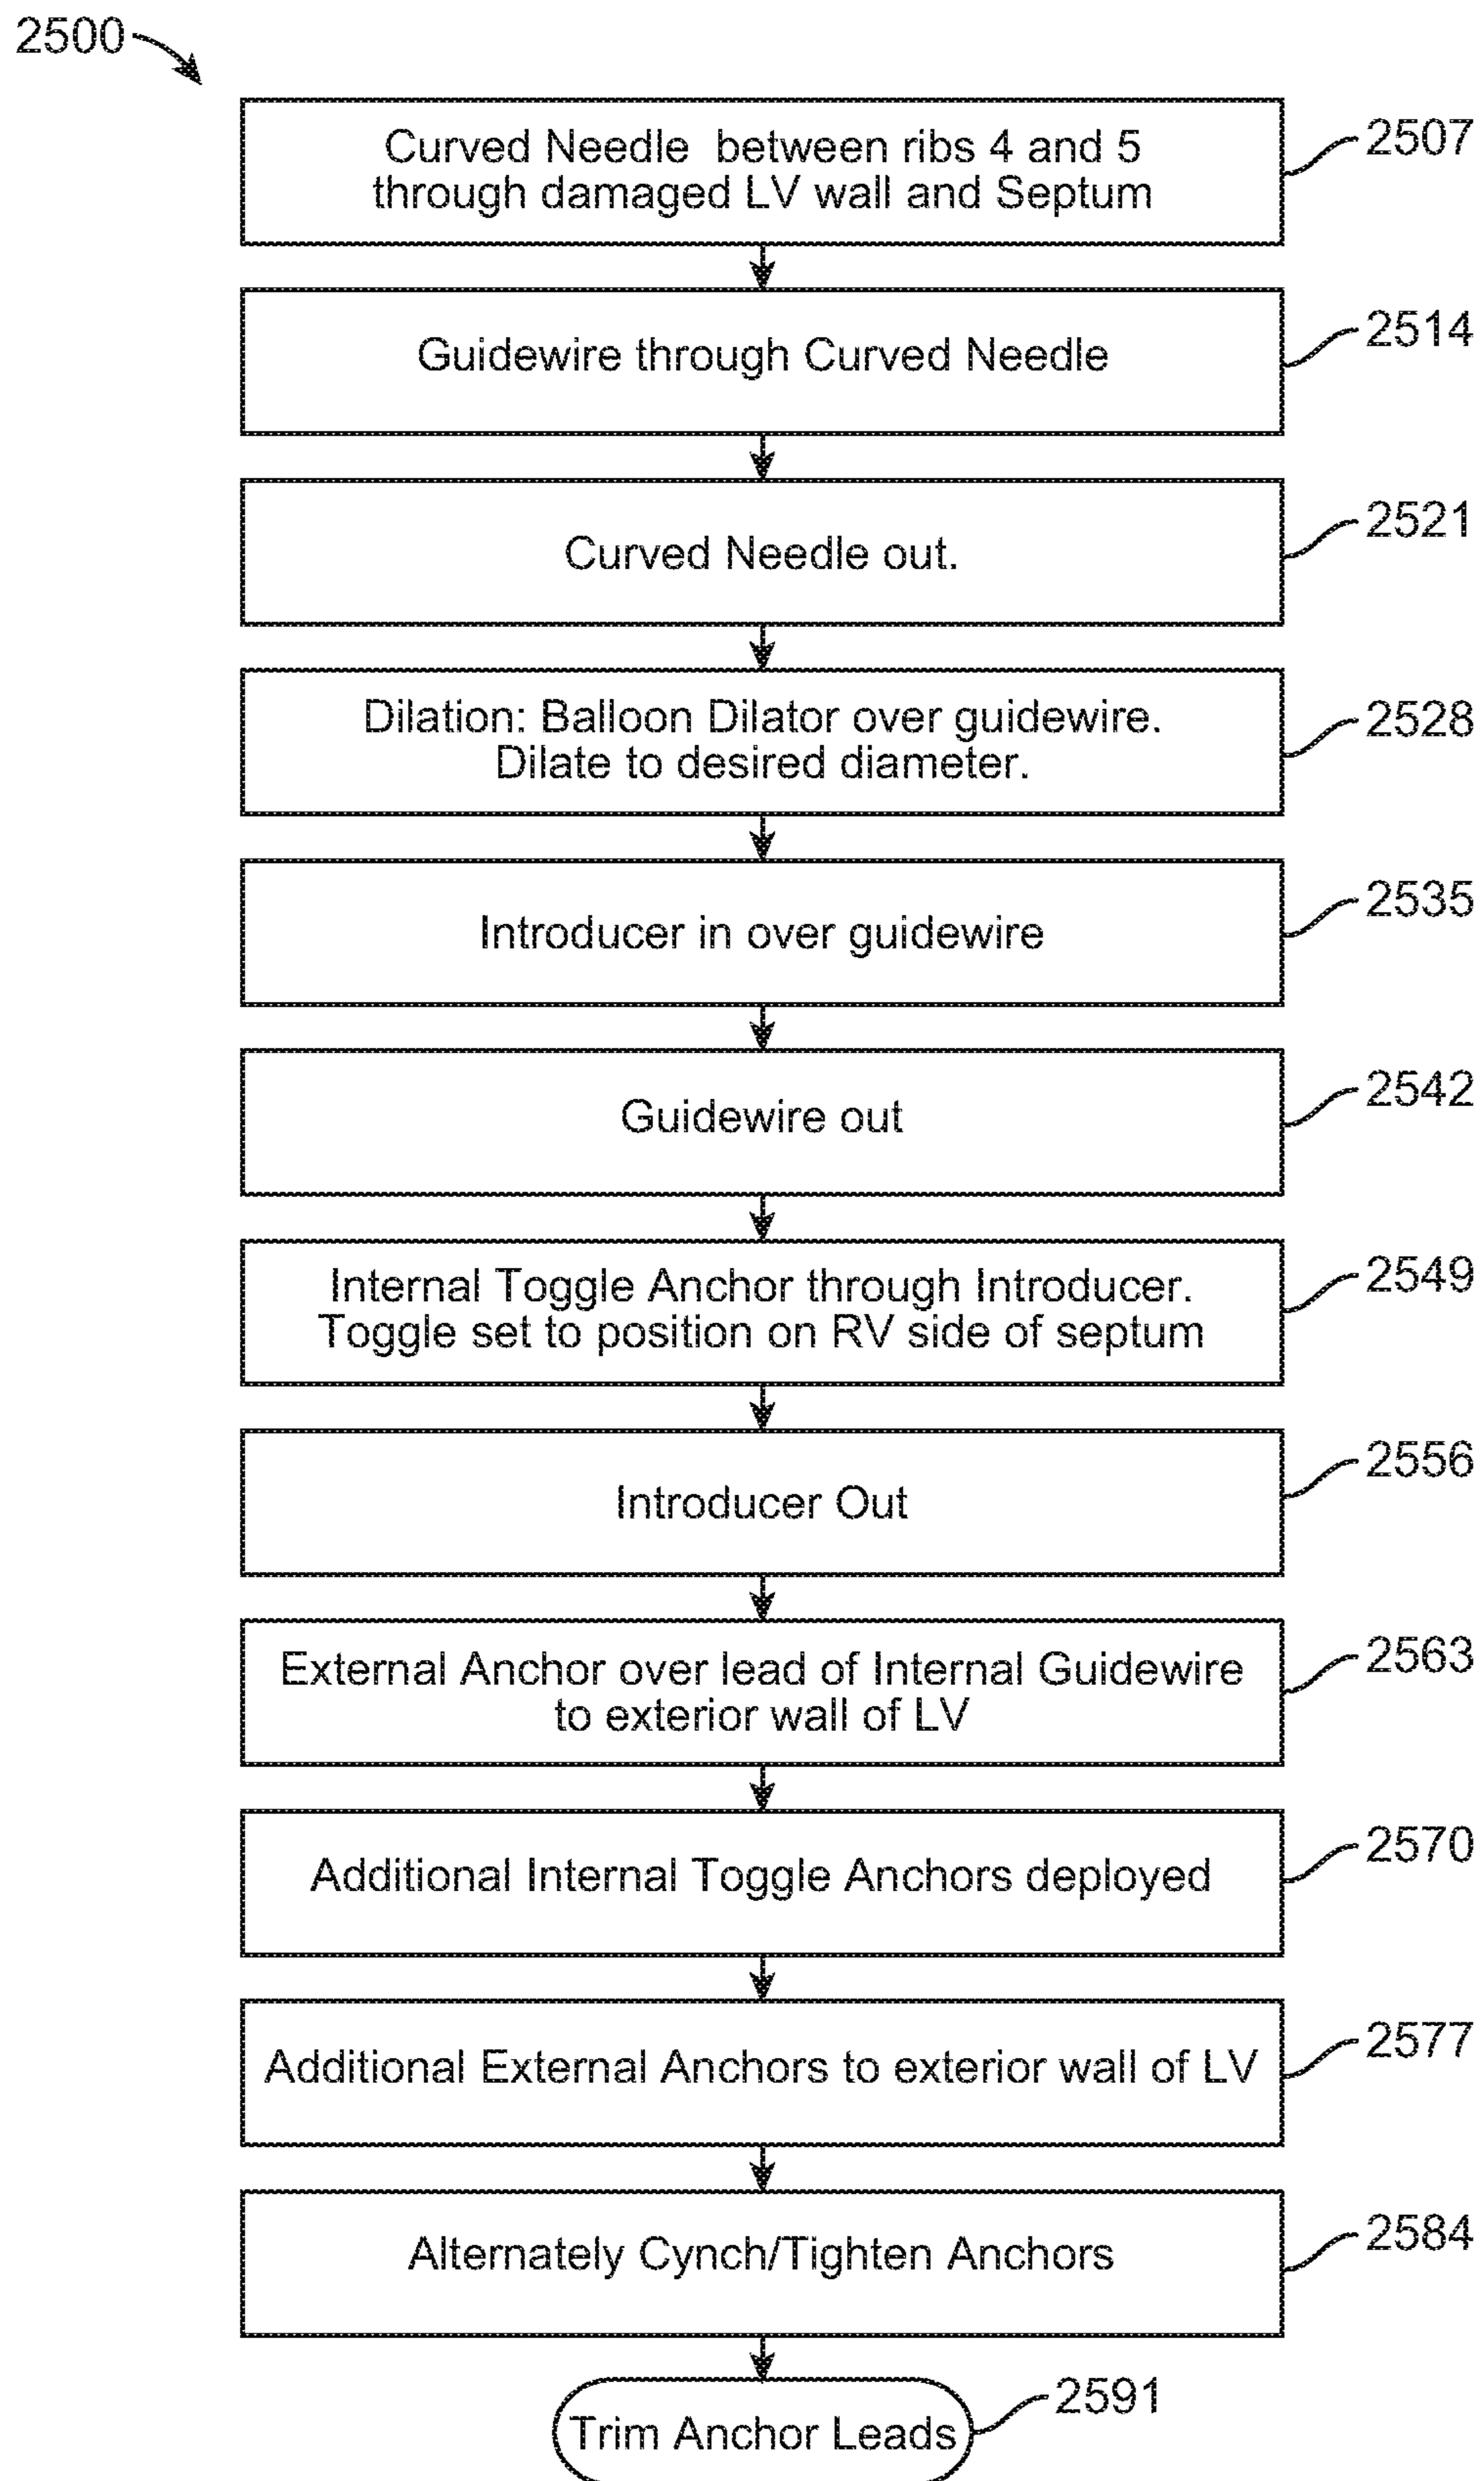 2500
Curved Needle between ribs 4 and 5
through damaged LV wall and Septum
2507
Guidewire through Curved Needle
2514
Curved Needle out.
2521
Dilation: Balloon Dilator over guidewire.
Dilate to desired diameter.
2528
Introducer in over guidewire
2535
Guidewire out
2542
Internal Toggle Anchor through Introducer.
Toggle set to position on RV side of septum
2549
Introducer Out
2556
External Anchor over lead of Internal Guidewire
to exterior wall of LV
2563
Additional Internal Toggle Anchors deployed
2570
Additional External Anchors to exterior wall of LV
2577
Alternately Cynch/Tighten Anchors
2584
Trim Anchor Leads
2591